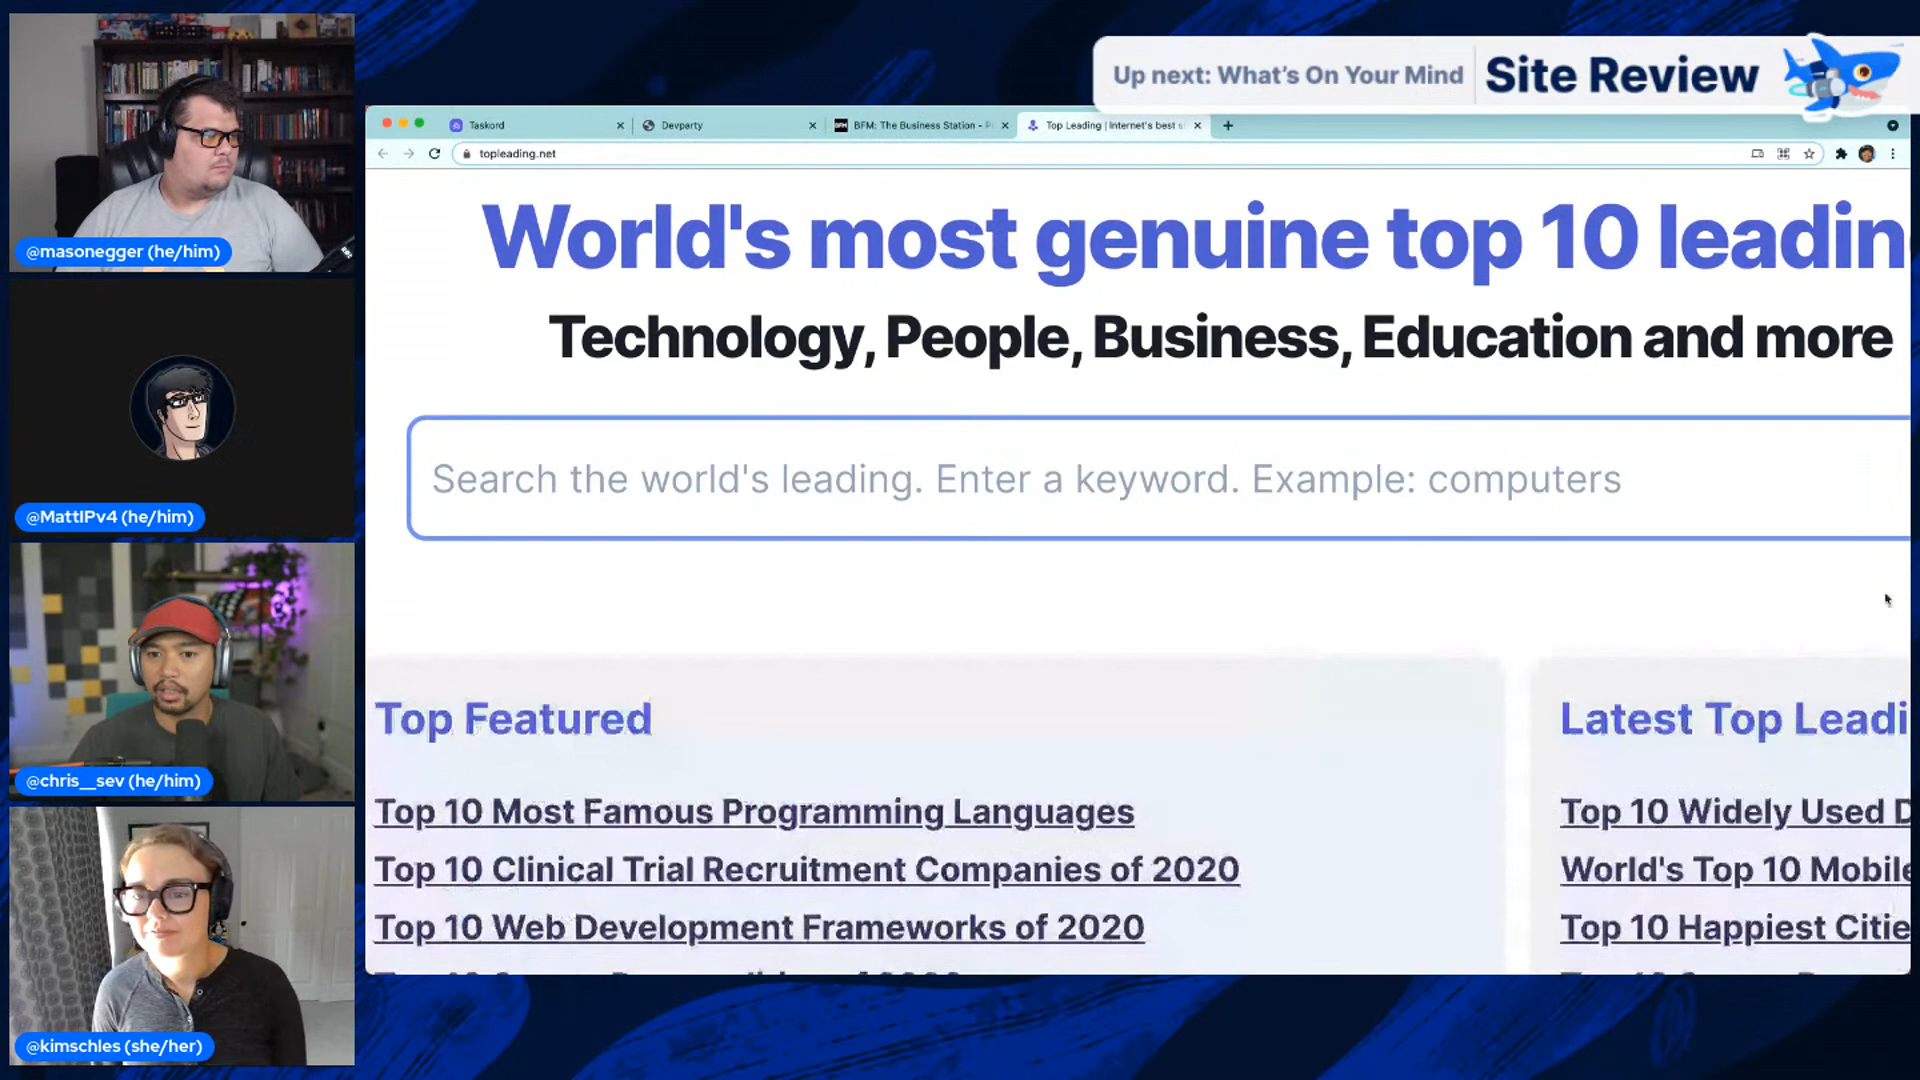 Up next: What's On Your Mind
Site Review
Taskord
Devparty
BFM: The Business Station - P
Top Leading | Internet's best s
topleading.net
World's most genuine top 10 leadin
Technology, People, Business, Education and more
Search the world's leading. Enter a keyword. Example: computers
Top Featured
Top 10 Most Famous Programming Languages
Top 10 Clinical Trial Recruitment Companies of 2020
Top 10 Web Development Frameworks of 2020
Latest Top Leadi
Top 10 Widely Used D
World's Top 10 Mobile
Top 10 Happiest Citie
@masonegger (he/him)
@MattIPv4 (he/him)
@chris__sev (he/him)
@kimschles (she/her)